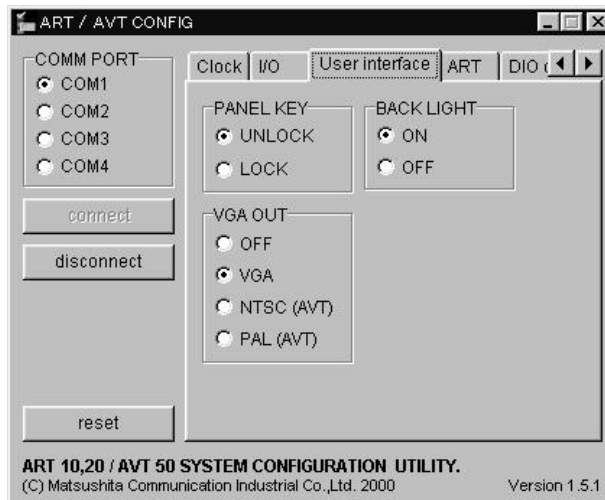 ART / AVT CONFIG
COMM PORT
COM1
COM2
COM3
COM4
connect
disconnect
reset
Clock
I/O
User interface
ART
DIO
PANEL KEY
UNLOCK
LOCK
BACK LIGHT
ON
OFF
VGA OUT
OFF
VGA
NTSC (AVT)
PAL (AVT)
ART 10,20 / AVT 50 SYSTEM CONFIGURATION UTILITY.
(C) Matsushita Communication Industrial Co.,Ltd. 2000
Version 1.5.1